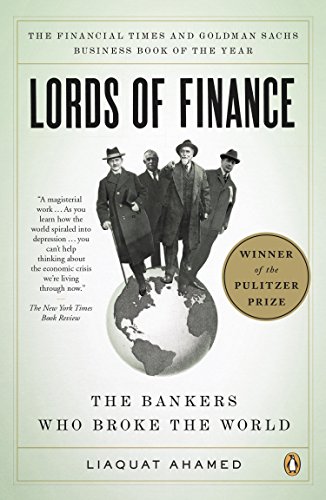 THE FINANCIAL TIMES AND GOLDMAN SACHS
BUSINESS BOOK OF THE YEAR
LORDS OF FINANCE
"A magisterial
work . . . As you
learn how the
world spiraled into
depression . . . you
can't help
thinking about
the economic crisis
we're living
through now."
—The New York Times
Book Review
WINNER
of the
PULITZER
PRIZE
THE BANKERS
WHO BROKE THE WORLD
LIAQUAT AHAMED